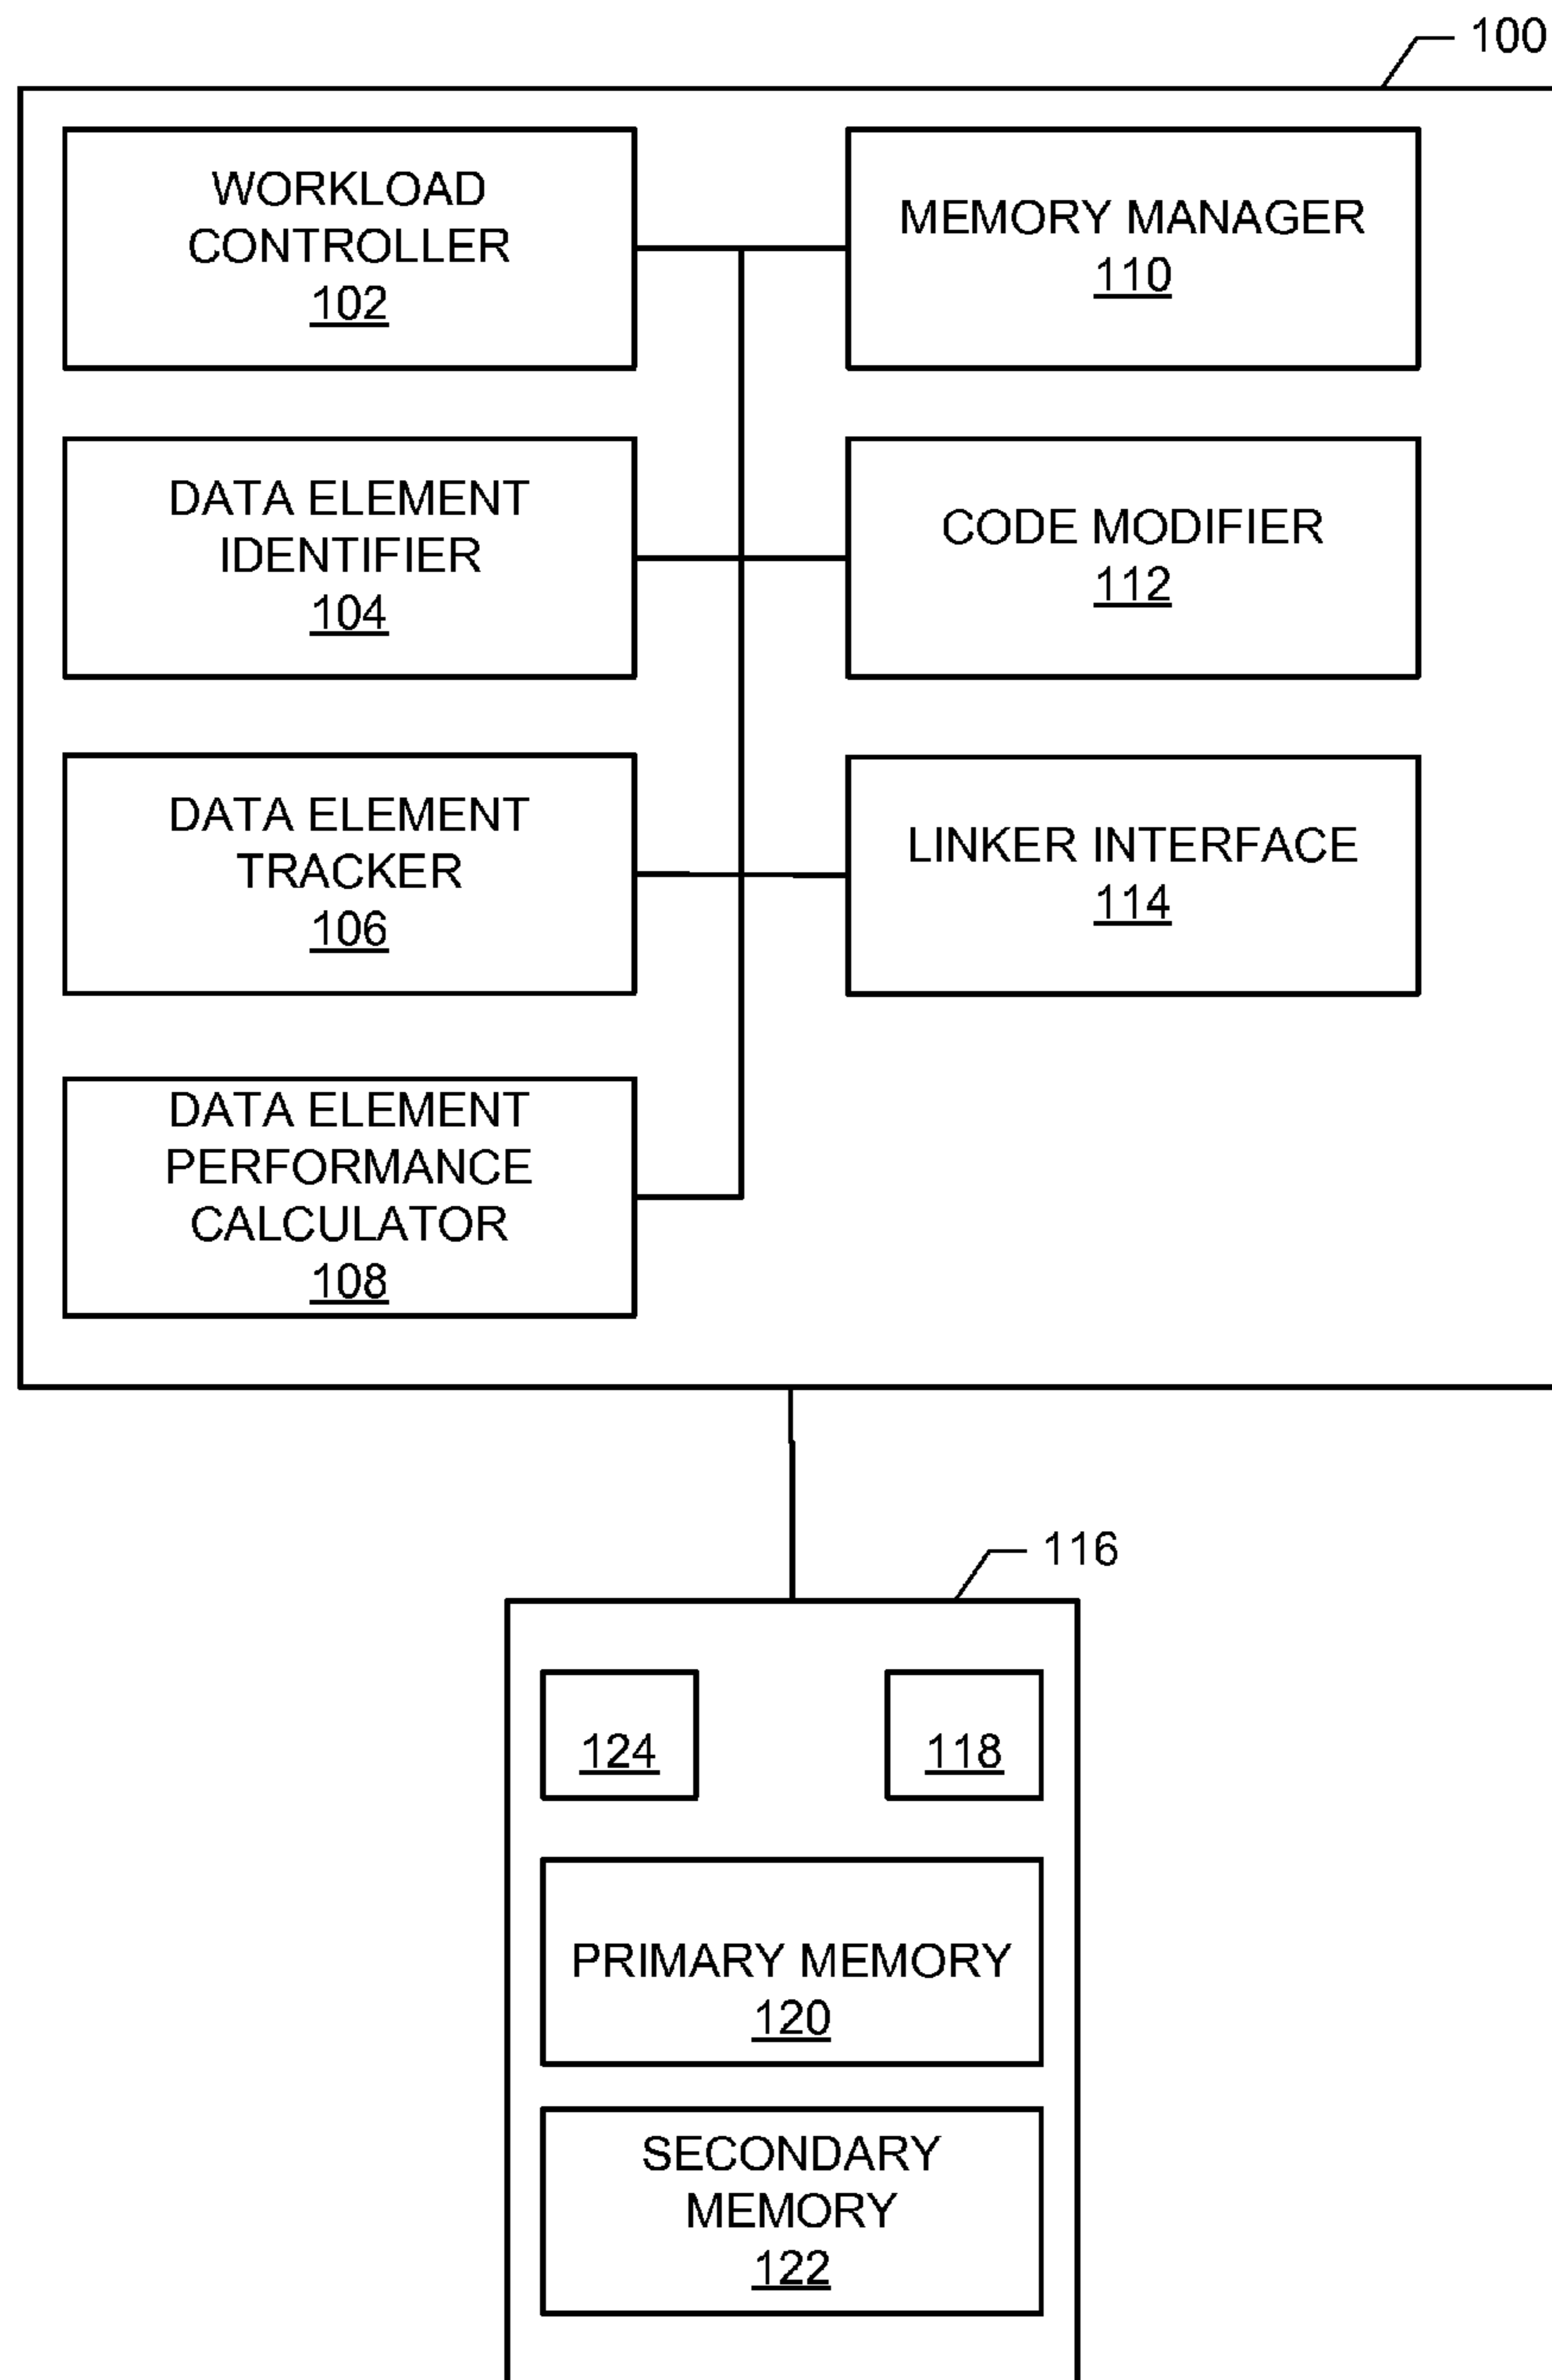 100
WORKLOAD
CONTROLLER
102
MEMORY MANAGER
110
DATA ELEMENT
IDENTIFIER
104
CODE MODIFIER
112
DATA ELEMENT
TRACKER
106
LINKER INTERFACE
114
DATA ELEMENT
PERFORMANCE
CALCULATOR
108
116
124
118
PRIMARY MEMORY
120
SECONDARY
MEMORY
122